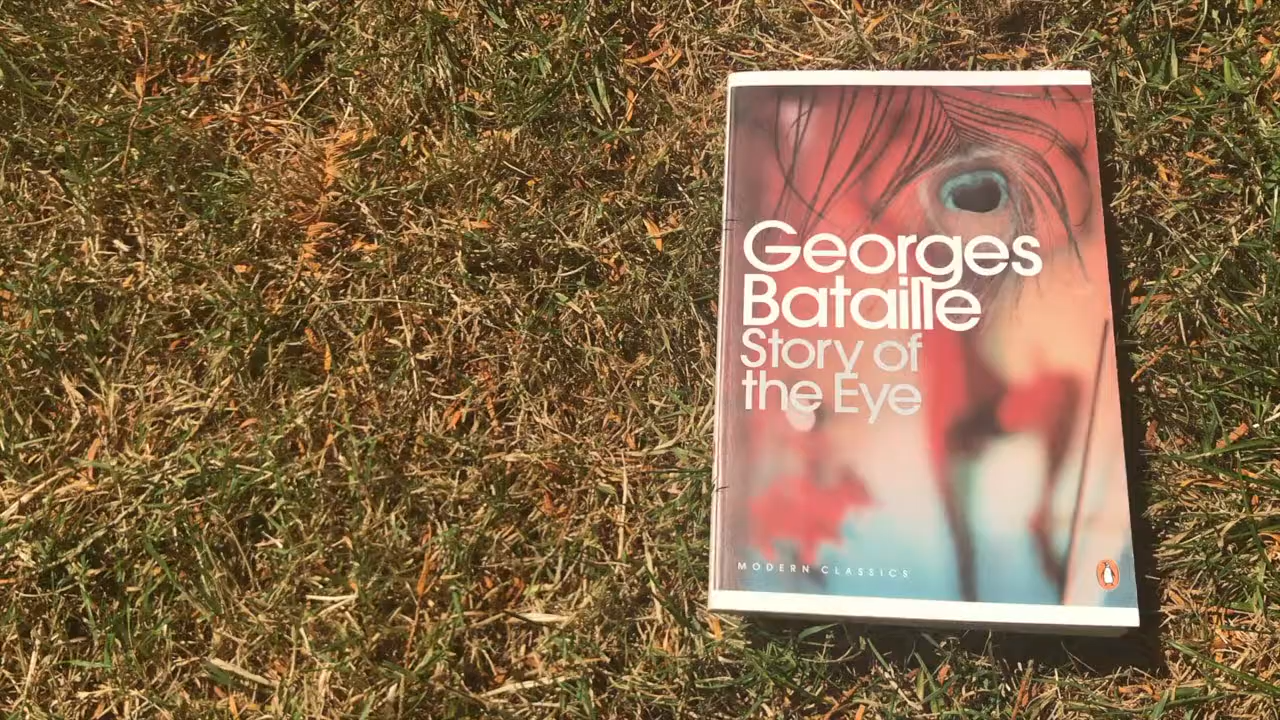 Georges
Bataille
Story of
the Eye
MODERN CLASSICS